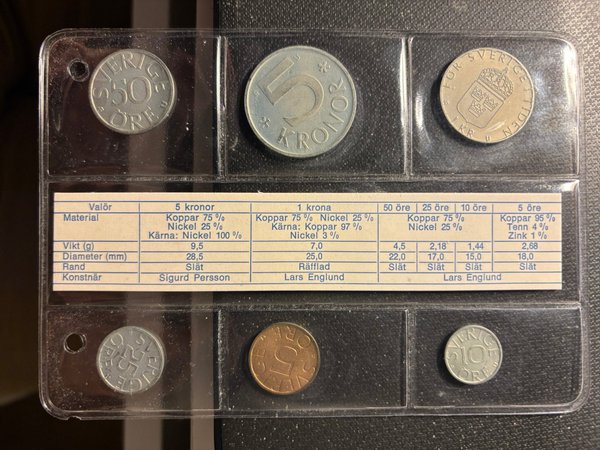 SVERIGE
50
ÖRE
U
5
KRONOR
FÖR SVERIGE I TIDEN
1 KR U
Valör 5 kronor 1 krona 50 öre 25 öre 10 öre 5 öre
Material Koppar 75 % Koppar 75 % Nickel 25 % Koppar 75 % Koppar 95 %
Nickel 25 % Kärna: Koppar 97 % Nickel 25 % Tenn 4 %
Kärna: Nickel 100 % Nickel 3 % Zink 1 %
Vikt (g) 9,5 7,0 4,5 2,18 1,44 2,68
Diameter (mm) 28,5 25,0 22,0 17,0 15,0 18,0
Rand Slät Räfflad Slät Slät Slät Slät
Konstnär Sigurd Persson Lars Englund Lars Englund
SVERIGE
25
ÖRE
ÖRE
5
SVERIGE
10
ÖRE